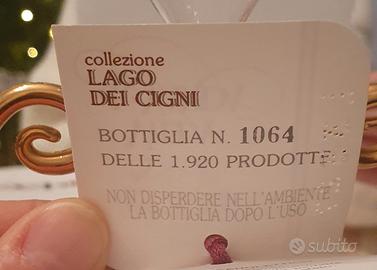 collezione
LAGO
DEI CIGNI
BOTTIGLIA N. 1064
DELLE 1.920 PRODOTTE
NON DISPERDERE NELL'AMBIENTE
LA BOTTIGLIA DOPO L'USO
subito